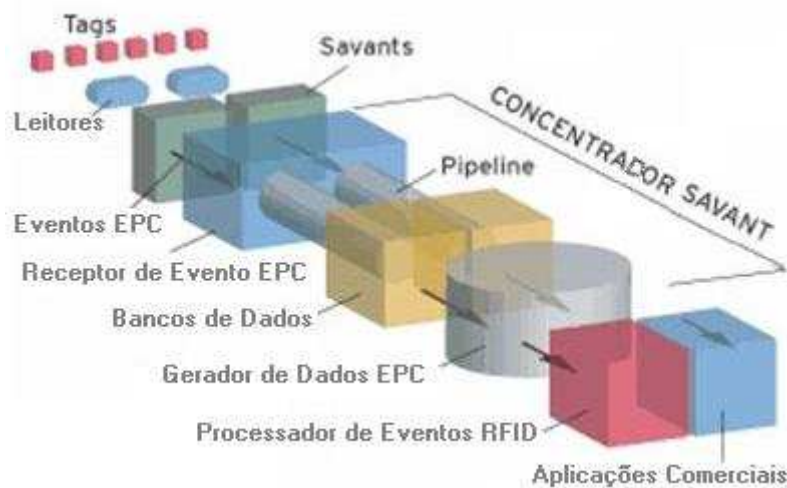 Tags
Savants
Leitores
CONCENTRADOR SAVANT
Pipeline
Eventos EPC
Receptor de Evento EPC
Bancos de Dados
Gerador de Dados EPC
Processador de Eventos RFID
Aplicações Comerciais